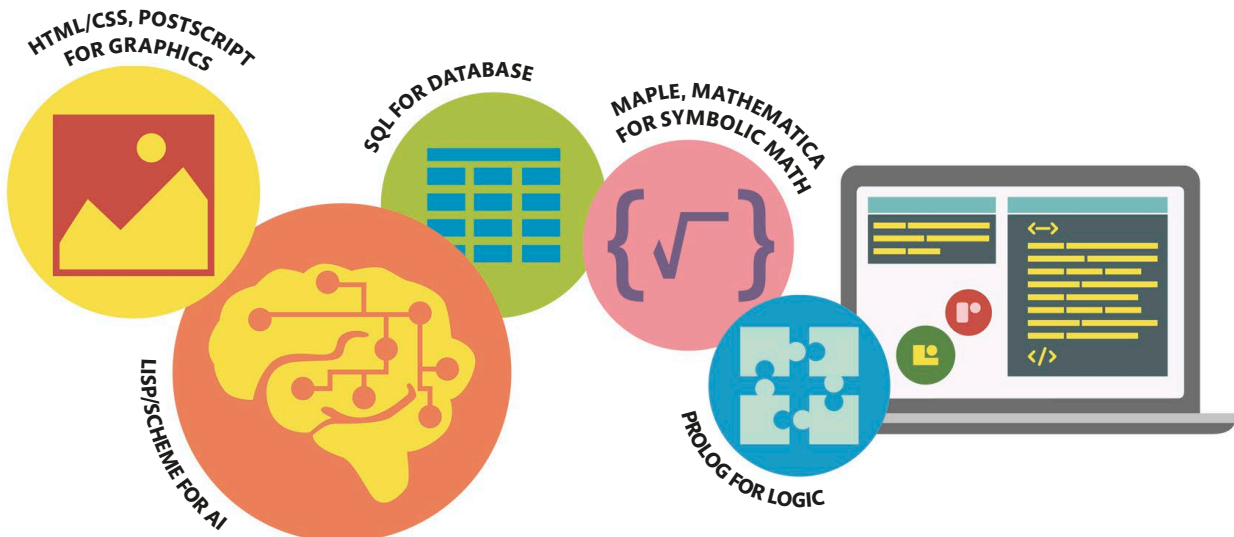 HTML/CSS, POSTSCRIPT
FOR GRAPHICS
LISP/SCHEME FOR AI
SQL FOR DATABASE
MAPLE, MATHEMATICA
FOR SYMBOLIC MATH
PROLOG FOR LOGIC